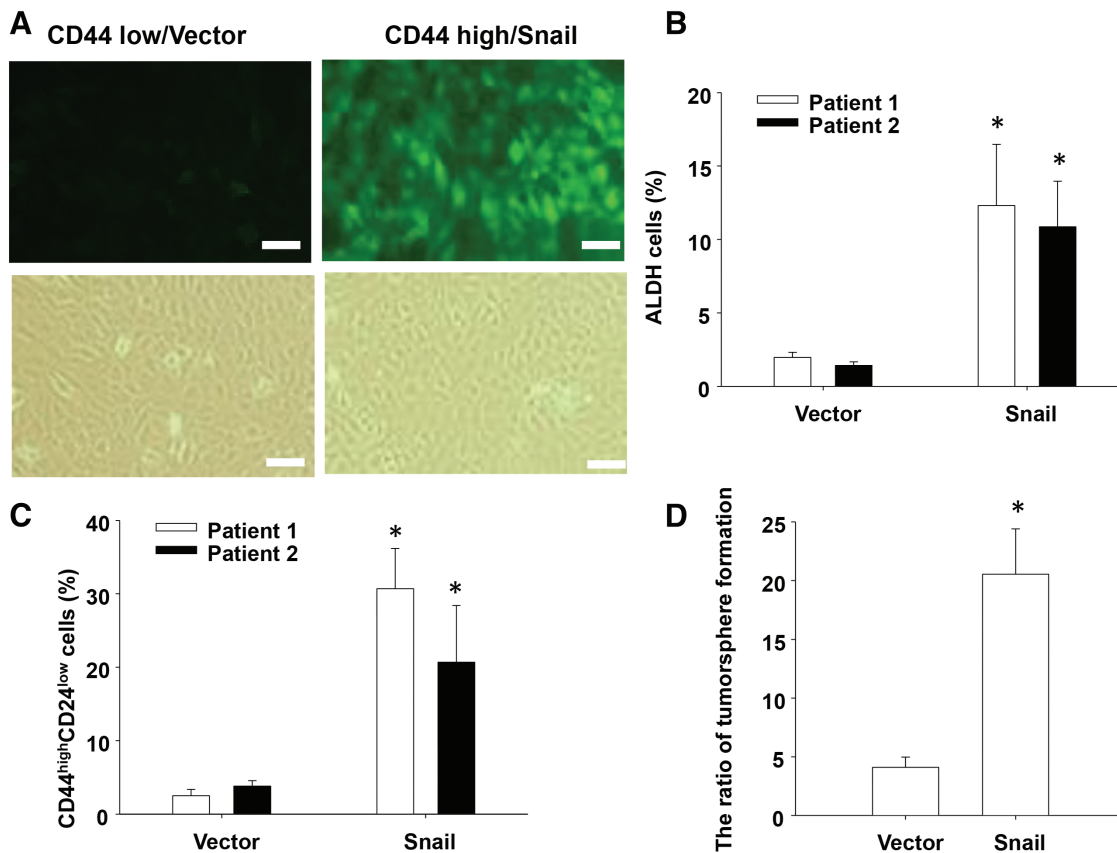 A
CD44 low/Vector
CD44 high/Snail
B
20
15
10
5
0
ALDH cells (%)
Patient 1
Patient 2
*
*
Vector
Snail
C
40
30
20
10
0
CD44highCD24low cells (%)
Patient 1
Patient 2
*
*
Vector
Snail
D
25
20
15
10
5
0
The ratio of tumorsphere formation
*
Vector
Snail